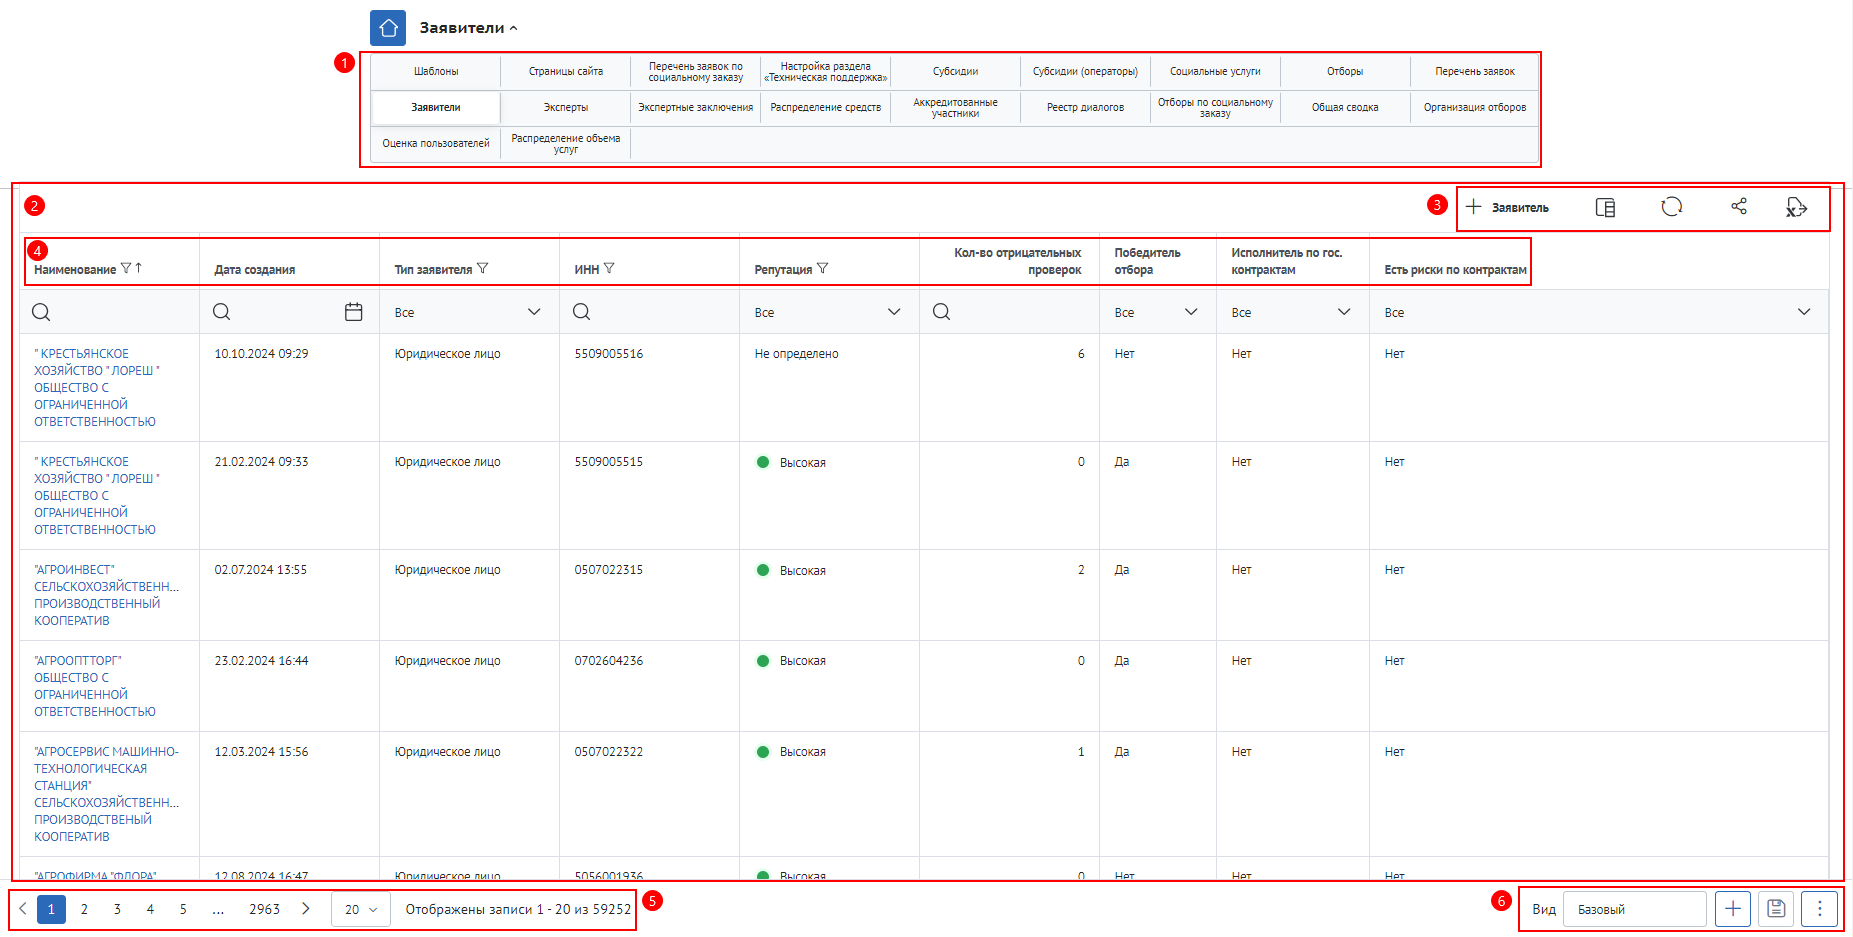 Заявители
1
Шаблоны
Страницы сайта
Перечень заявок по
социальному заказу
Настройка раздела
«Техническая поддержка»
Субсидии
Субсидии (операторы)
Социальные услуги
Отборы
Перечень заявок
Заявители
Эксперты
Экспертные заключения
Распределение средств
Аккредитованные
участники
Реестр диалогов
Отборы по социальному
заказу
Общая сводка
Организация отборов
Оценка пользователей
Распределение объема
услуг
2
3
Заявитель
4
Наименование
Дата создания
Тип заявителя
ИНН
Репутация
Кол-во отрицательных
проверок
Победитель
отбора
Исполнитель по гос.
контрактам
Есть риски по контрактам
Все
Все
Все
Все
Все
" КРЕСТЬЯНСКОЕ
ХОЗЯЙСТВО " ЛОРЕШ "
ОБЩЕСТВО С
ОГРАНИЧЕННОЙ
ОТВЕТСТВЕННОСТЬЮ
10.10.2024 09:29
Юридическое лицо
5509005516
Не определено
6
Нет
Нет
Нет
" КРЕСТЬЯНСКОЕ
ХОЗЯЙСТВО " ЛОРЕШ "
ОБЩЕСТВО С
ОГРАНИЧЕННОЙ
ОТВЕТСТВЕННОСТЬЮ
21.02.2024 09:33
Юридическое лицо
5509005515
Высокая
0
Да
Нет
Нет
"АГРОИНВЕСТ"
СЕЛЬСКОХОЗЯЙСТВЕНН...
ПРОИЗВОДСТВЕННЫЙ
КООПЕРАТИВ
02.07.2024 13:55
Юридическое лицо
0507022315
Высокая
2
Да
Нет
Нет
"АГРООПТТОРГ"
ОБЩЕСТВО С
ОГРАНИЧЕННОЙ
ОТВЕТСТВЕННОСТЬЮ
23.02.2024 16:44
Юридическое лицо
0702604236
Высокая
0
Да
Нет
Нет
"АГРОСЕРВИС МАШИННО-
ТЕХНОЛОГИЧЕСКАЯ
СТАНЦИЯ"
СЕЛЬСКОХОЗЯЙСТВЕНН...
ПРОИЗВОДСТВЕНЫЙ
КООПЕРАТИВ
12.03.2024 15:56
Юридическое лицо
0507022322
Высокая
1
Да
Нет
Нет
"АГРОФИРМА "ФЛОРА"
12.08.2024 16:47
Юридическое лицо
5056001936
Высокая
0
Нет
Нет
Нет
1 2 3 4 5 ... 2963
20
Отображены записи 1 - 20 из 59252
5
6
Вид
Базовый